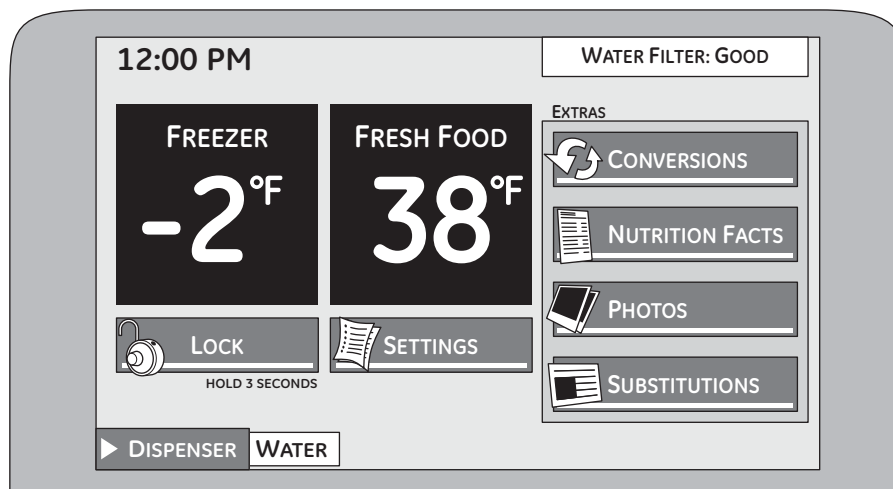 12:00 PM
WATER FILTER: GOOD
FREEZER
-2°F
FRESH FOOD
38°F
EXTRAS
CONVERSIONS
NUTRITION FACTS
PHOTOS
SUBSTITUTIONS
LOCK
HOLD 3 SECONDS
SETTINGS
DISPENSER WATER